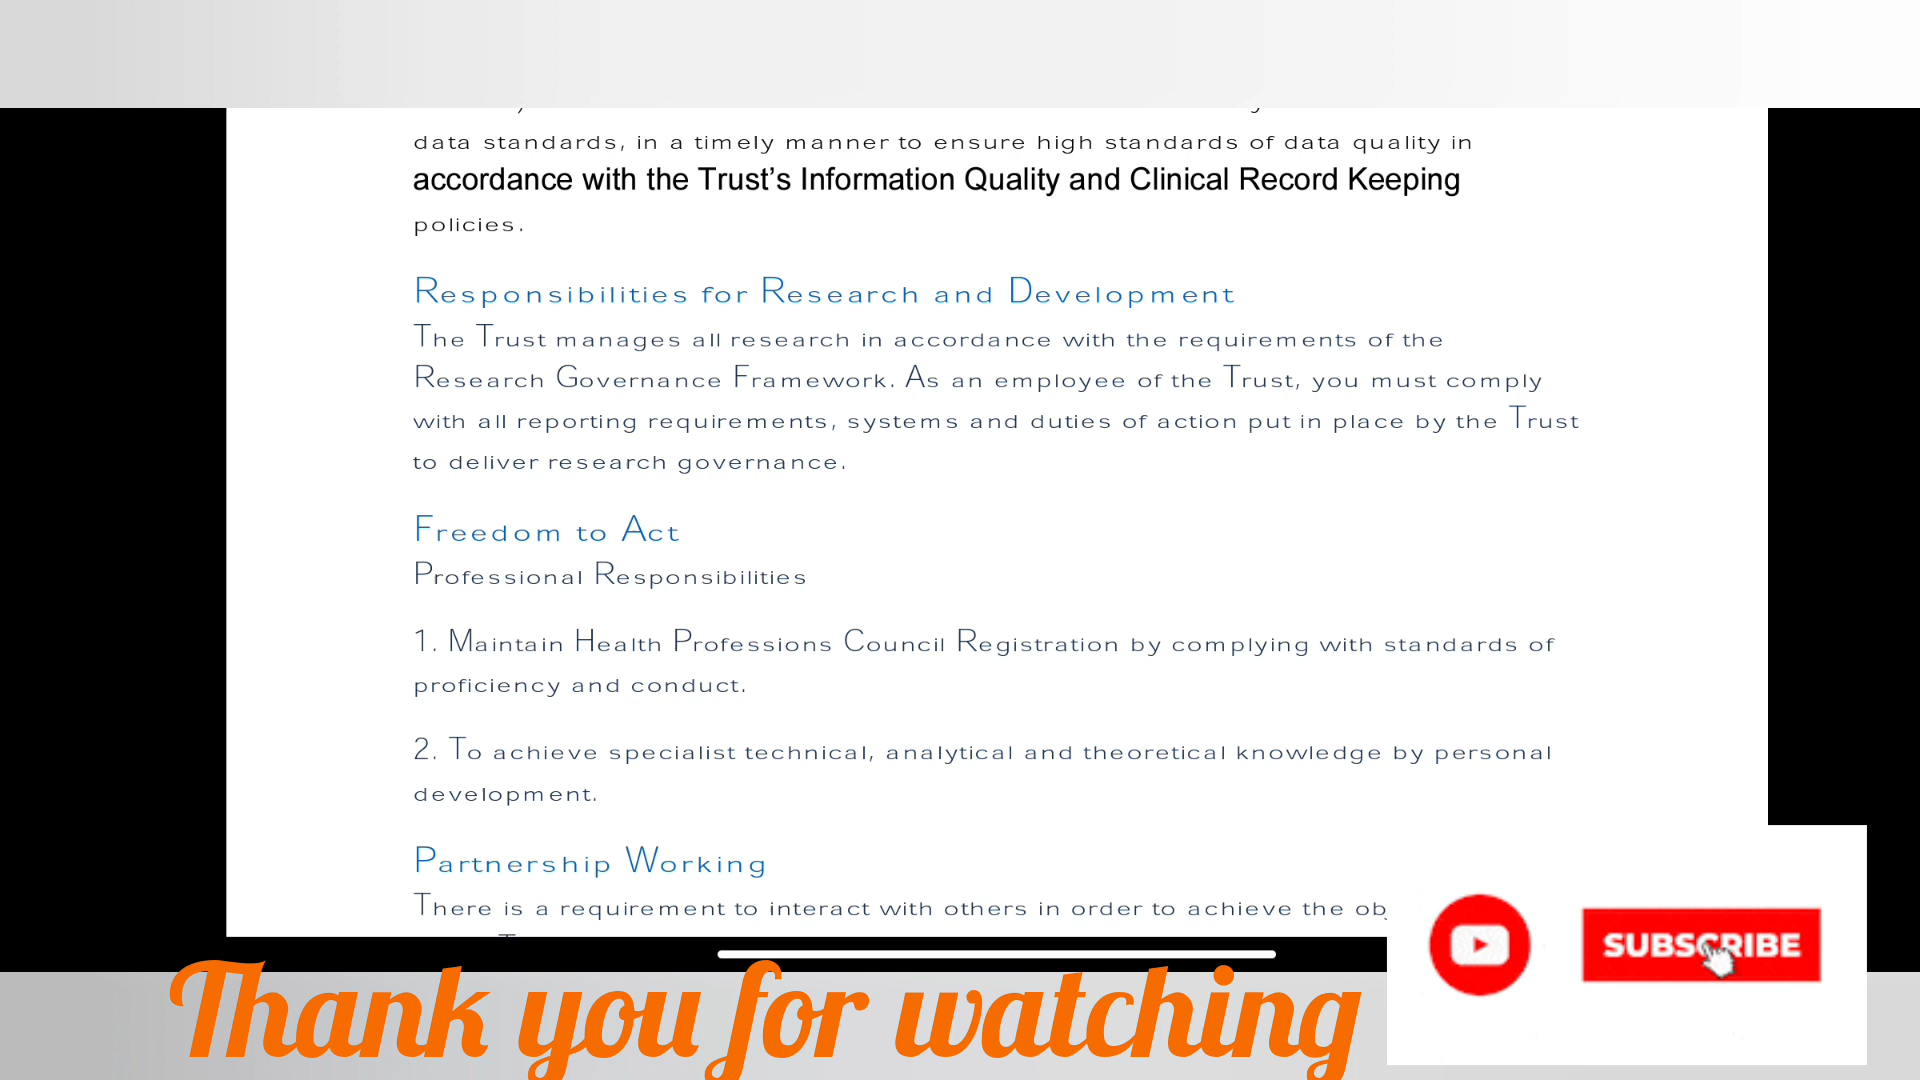 data standards, in a timely manner to ensure high standards of data quality in
accordance with the Trust’s Information Quality and Clinical Record Keeping
policies.
Responsibilities for Research and Development
The Trust manages all research in accordance with the requirements of the
Research Governance Framework. As an employee of the Trust, you must comply
with all reporting requirements, systems and duties of action put in place by the Trust
to deliver research governance.
Freedom to Act
Professional Responsibilities
1. Maintain Health Professions Council Registration by complying with standards of
proficiency and conduct.
2. To achieve specialist technical, analytical and theoretical knowledge by personal
development.
Partnership Working
There is a requirement to interact with others in order to achieve the
SUBSCRIBE
Thank you for watching